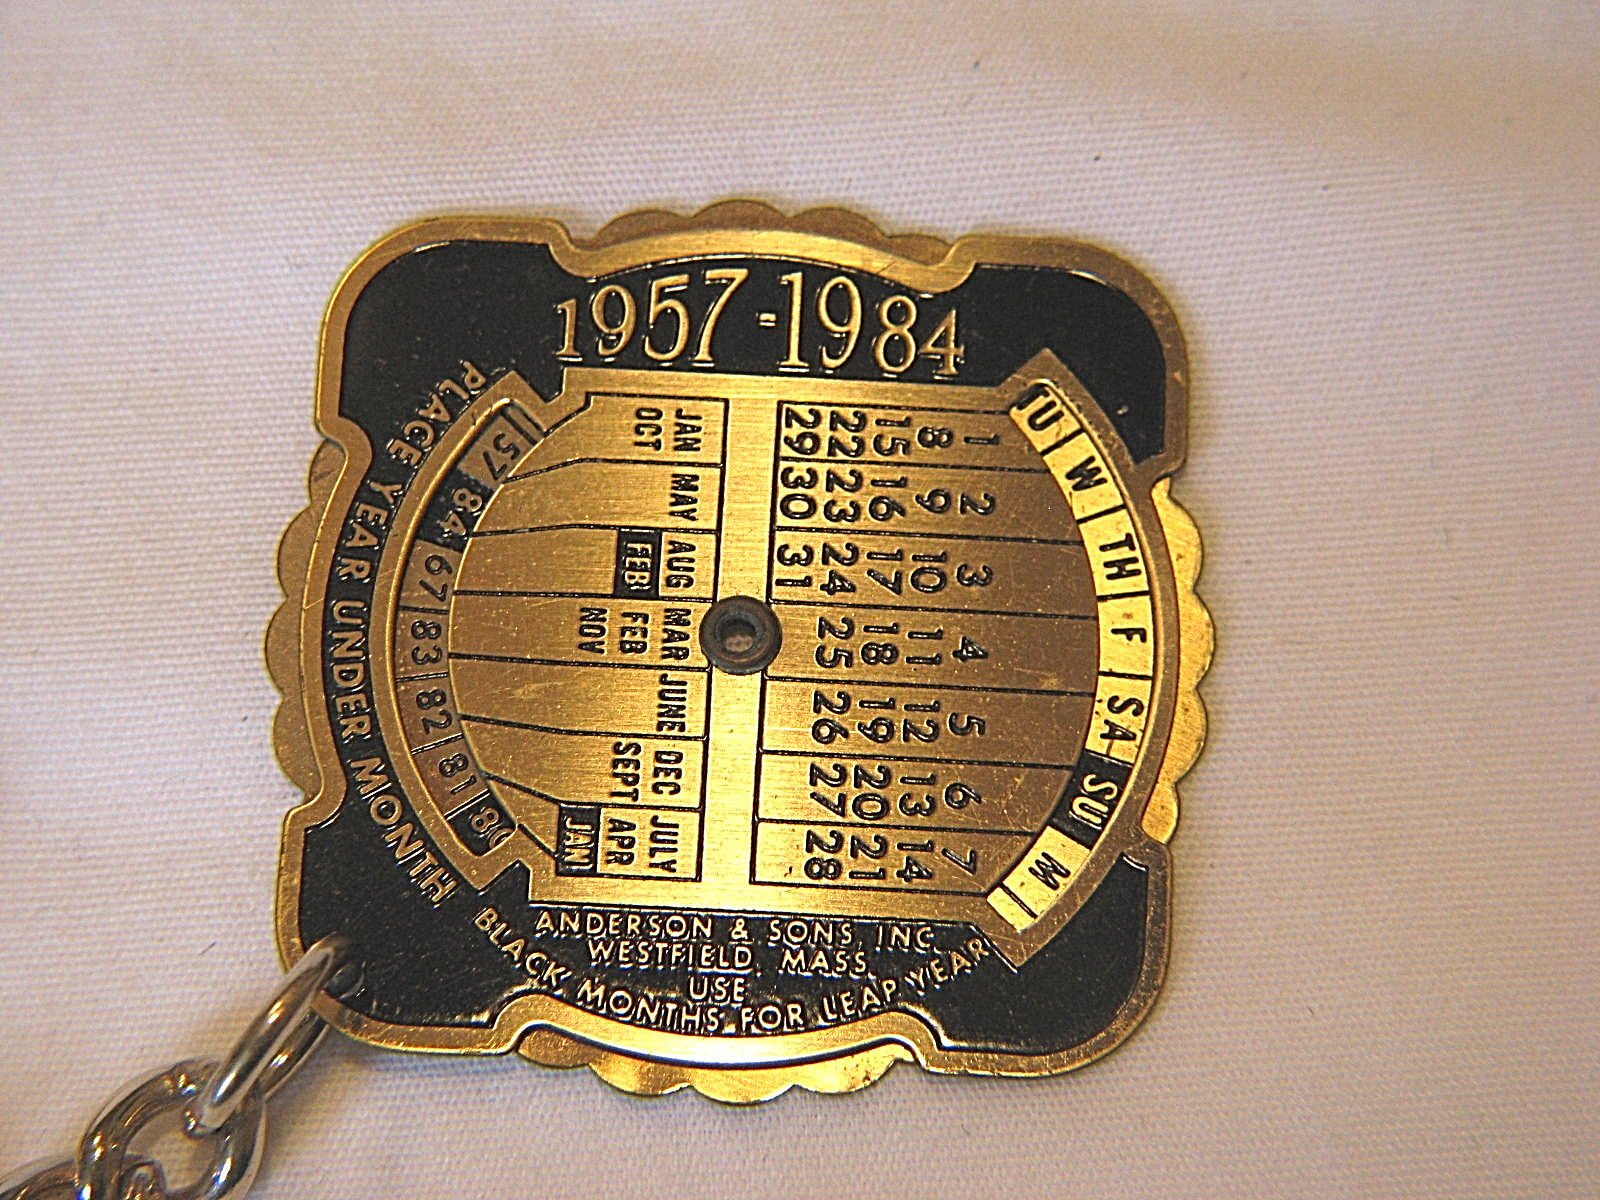 1957-1984
PLACE YEAR UNDER MONTH
57 84 67 83 82 81 80
JAN MAY AUG MAR JUNE DEC JULY
OCT FEB FEB SEPT APR
NOV JAN
TU W TH F SA SU M
1 2 3 4 5 6 7
8 9 10 11 12 13 14
15 16 17 18 19 20 21
22 23 24 25 26 27 28
29 30 31
ANDERSON & SONS, INC
WESTFIELD, MASS.
USE
BLACK MONTHS FOR LEAP YEAR